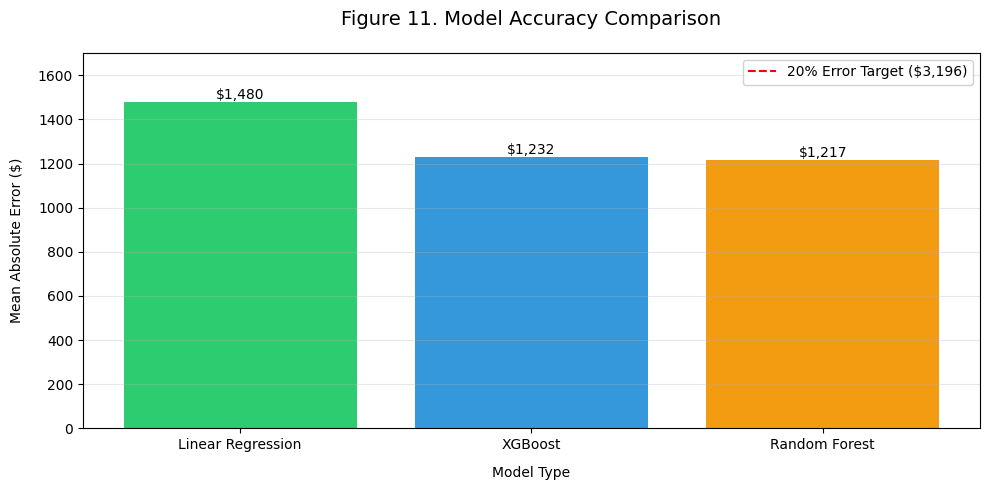 Figure 11. Model Accuracy Comparison
20% Error Target ($3,196)
Mean Absolute Error ($)
1600
1400
1200
1000
800
600
400
200
0
$1,480
$1,232
$1,217
Linear Regression
XGBoost
Random Forest
Model Type